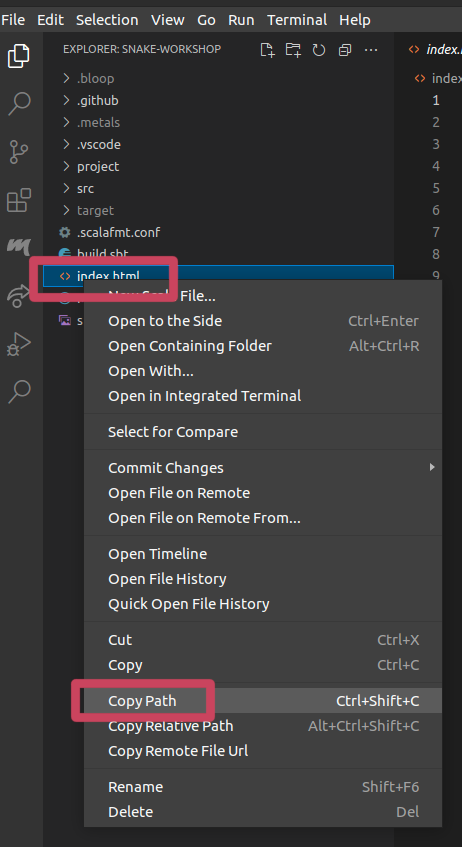 File Edit Selection View Go Run Terminal Help
EXPLORER: SNAKE-WORKSHOP
.bloop
.github
.metals
.vscode
project
src
target
.scalafmt.conf
build.sbt
index.html
<> index.
<> index
1
2
3
4
5
6
7
8
9
File...
Open to the Side Ctrl+Enter
Open Containing Folder Alt+Ctrl+R
Open With...
Open in Integrated Terminal
Select for Compare
Commit Changes
Open File on Remote
Open File on Remote From...
Open Timeline
Open File History
Quick Open File History
Cut Ctrl+X
Copy Ctrl+C
Copy Path Ctrl+Shift+C
Copy Relative Path Alt+Ctrl+Shift+C
Copy Remote File Url
Rename Shift+F6
Delete Del